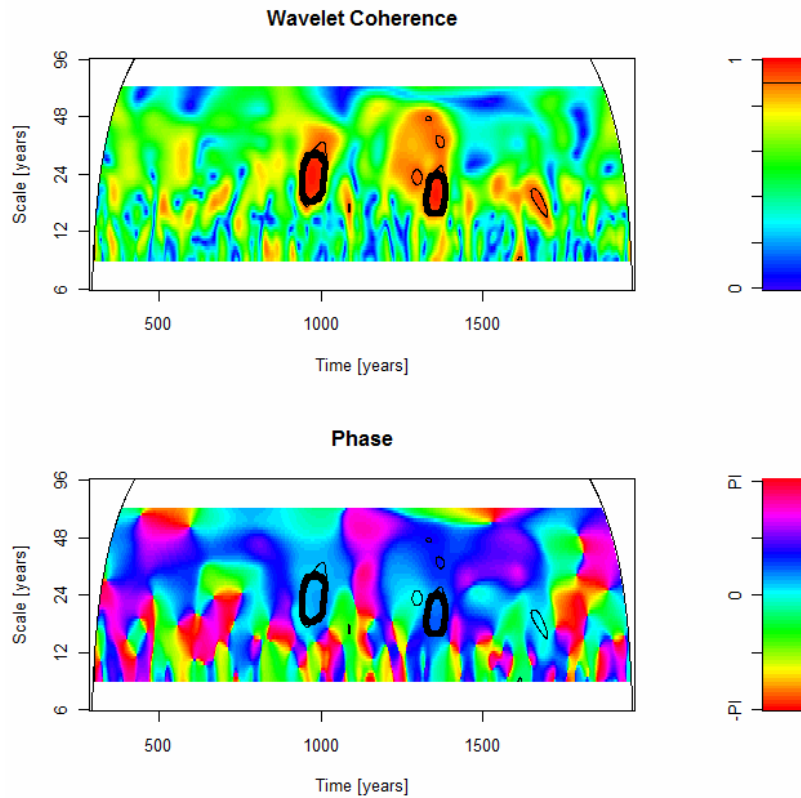 Wavelet Coherence
Scale [years]
96
48
24
12
6
500
1000
1500
Time [years]
1
0
Phase
Scale [years]
96
48
24
12
6
500
1000
1500
Time [years]
PI
0
-PI